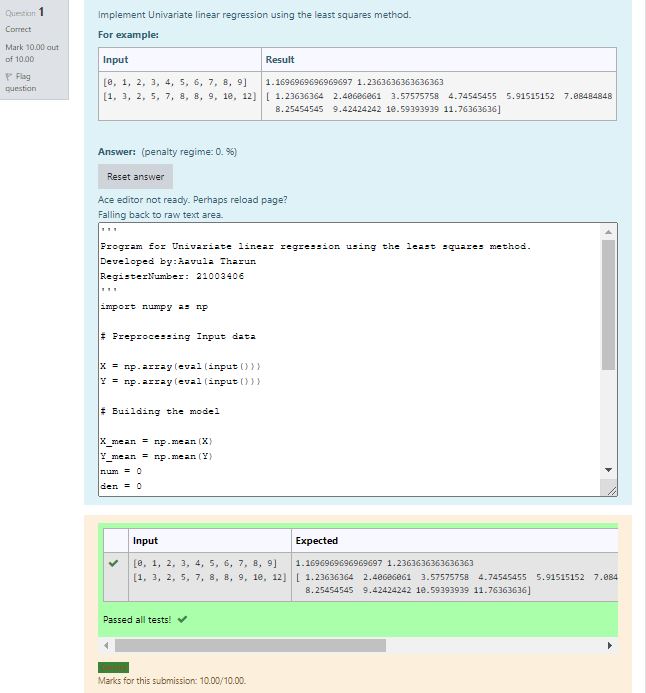 Question 1
Correct
Mark 10.00 out
of 10.00
Flag
question
Implement Univariate linear regression using the least squares method.
For example:
Input Result
[0, 1, 2, 3, 4, 5, 6, 7, 8, 9] 1.1696969696969697 1.2363636363636363
[1, 3, 2, 5, 7, 8, 8, 9, 10, 12] [ 1.23636364 2.40606061 3.57575758 4.74545455 5.91515152 7.08484848
8.25454545 9.42424242 10.59393939 11.76363636]
Answer: (penalty regime: 0. %)
Reset answer
Ace editor not ready. Perhaps reload page?
Falling back to raw text area.
'''
Program for Univariate linear regression using the least squares method.
Developed by:Aavula Tharun
RegisterNumber: 21003406
'''
import numpy as np
# Preprocessing Input data
X = np.array(eval(input()))
Y = np.array(eval(input()))
# Building the model
X_mean = np.mean(X)
Y_mean = np.mean(Y)
num = 0
den = 0
Input Expected
[0, 1, 2, 3, 4, 5, 6, 7, 8, 9] 1.1696969696969697 1.2363636363636363
[1, 3, 2, 5, 7, 8, 8, 9, 10, 12] [ 1.23636364 2.40606061 3.57575758 4.74545455 5.91515152 7.084
8.25454545 9.42424242 10.59393939 11.76363636]
Passed all tests!
Marks for this submission: 10.00/10.00.